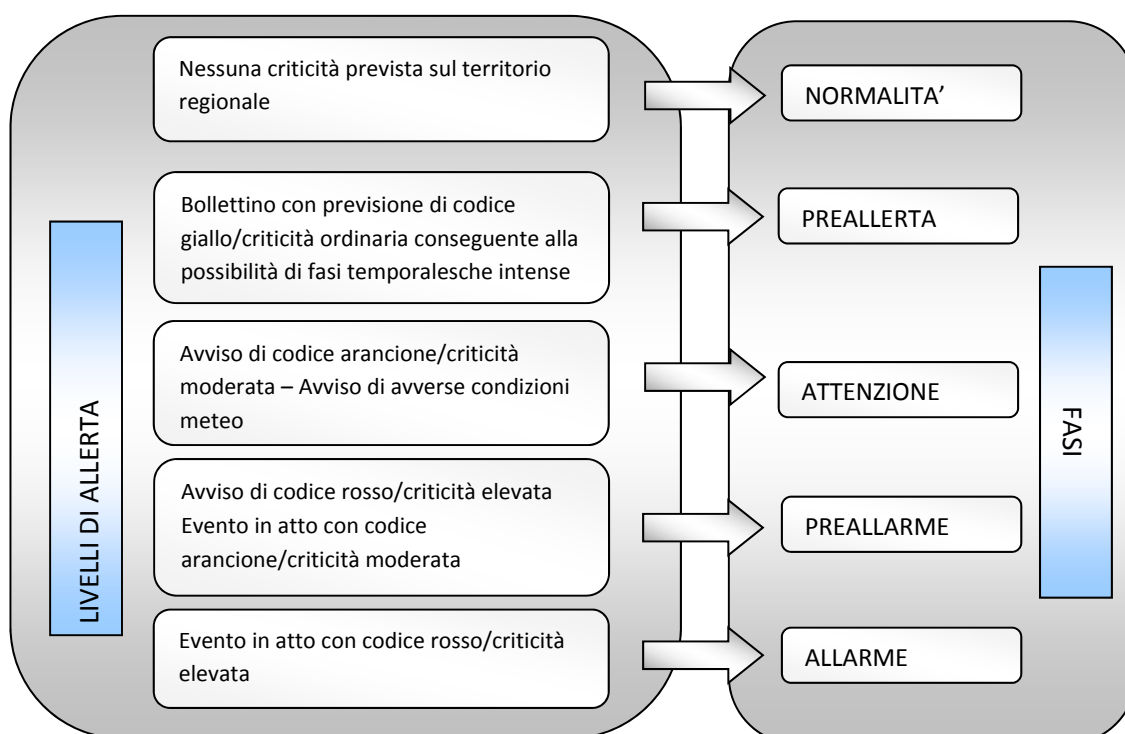 LIVELLI DI ALLERTA
Nessuna criticità prevista sul territorio
regionale
NORMALITA’
Bollettino con previsione di codice
giallo/criticità ordinaria conseguente alla
possibilità di fasi temporalesche intense
PREALLERTA
Avviso di codice arancione/criticità
moderata – Avviso di avverse condizioni
meteo
ATTENZIONE
Avviso di codice rosso/criticità elevata
Evento in atto con codice
arancione/criticità moderata
PREALLARME
Evento in atto con codice rosso/criticità
elevata
ALLARME
FASI